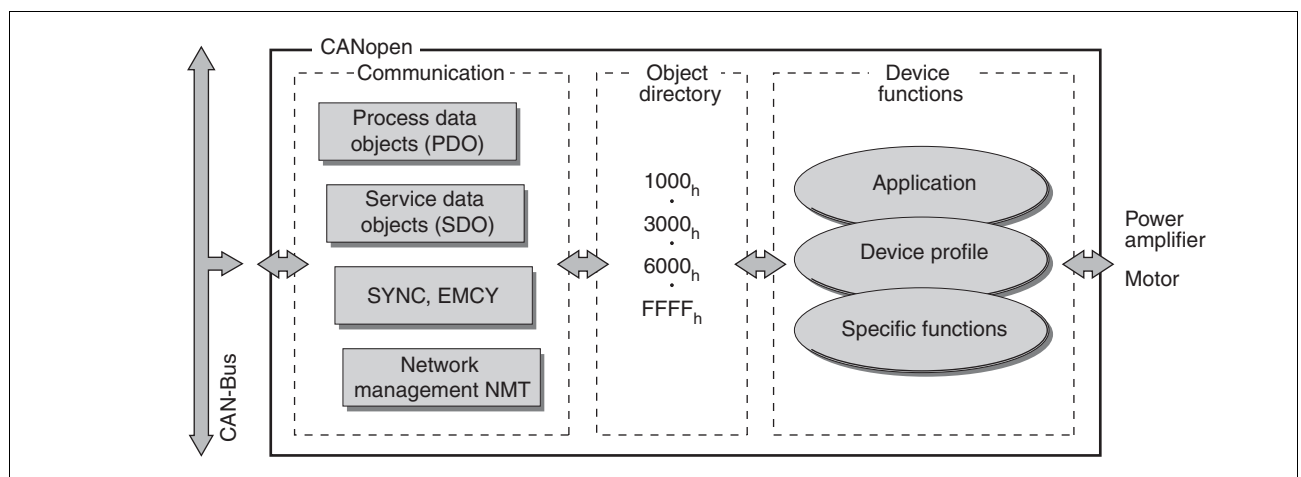 CANopen
Communication
Process data
objects (PDO)
Service data
objects (SDO)
SYNC, EMCY
Network
management NMT
Object
directory
1000h
.
3000h
.
6000h
.
FFFFh
Device
functions
Application
Device profile
Specific functions
Power
amplifier
Motor
CAN-Bus